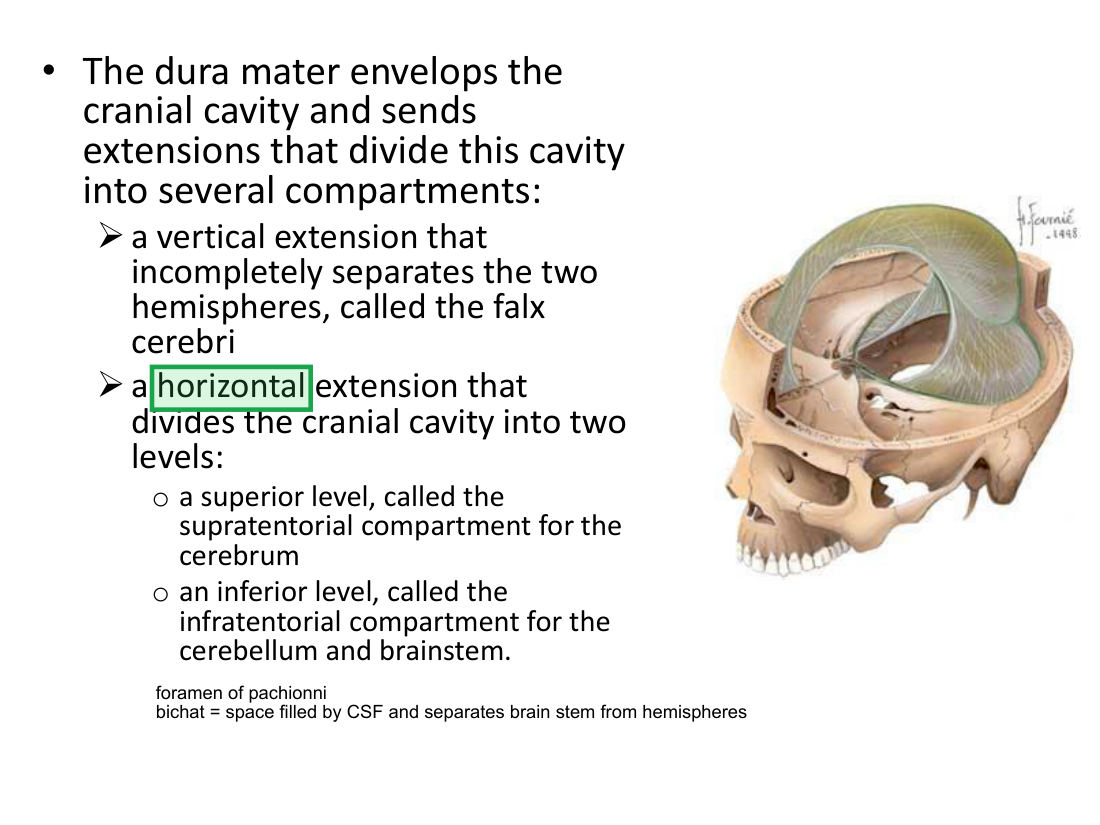 • The dura mater envelops the
cranial cavity and sends
extensions that divide this cavity
into several compartments:
➢ a vertical extension that
incompletely separates the two
hemispheres, called the falx
cerebri
➢ a horizontal extension that
divides the cranial cavity into two
levels:
o a superior level, called the
supratentorial compartment for the
cerebrum
o an inferior level, called the
infratentorial compartment for the
cerebellum and brainstem.
foramen of pachionni
bichat = space filled by CSF and separates brain stem from hemispheres
H. Fournié
-1998